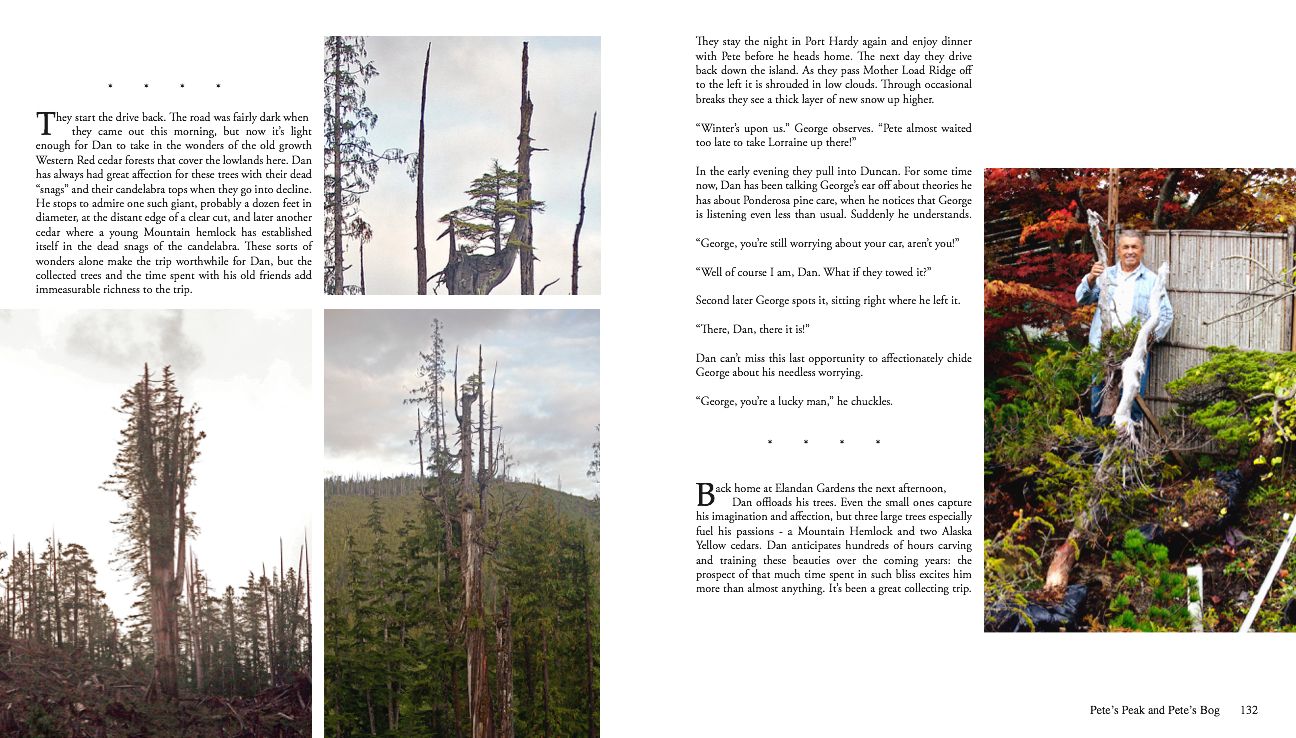 * * * *
They start the drive back. The road was fairly dark when
they came out this morning, but now it's light
enough for Dan to take in the wonders of the old growth
Western Red cedar forests that cover the lowlands here. Dan
has always had great affection for these trees with their dead
“snags” and their candelabra tops when they go into decline.
He stops to admire one such giant, probably a dozen feet in
diameter, at the distant edge of a clear cut, and later another
cedar where a young Mountain hemlock has established
itself in the dead snags of the candelabra. These sorts of
wonders alone make the trip worthwhile for Dan, but the
collected trees and the time spent with his old friends add
immeasurable richness to the trip.
They stay the night in Port Hardy again and enjoy dinner
with Pete before he heads home. The next day they drive
back down the island. As they pass Mother Load Ridge off
to the left it is shrouded in low clouds. Through occasional
breaks they see a thick layer of new snow up higher.
“Winter's upon us.” George observes. “Pete almost waited
too late to take Lorraine up there!”
In the early evening they pull into Duncan. For some time
now, Dan has been talking George's ear off about theories he
has about Ponderosa pine care, when he notices that George
is listening even less than usual. Suddenly he understands.
“George, you're still worrying about your car, aren't you!”
“Well of course I am, Dan. What if they towed it?”
Second later George spots it, sitting right where he left it.
“There, Dan, there it is!”
Dan can't miss this last opportunity to affectionately chide
George about his needless worrying.
“George, you're a lucky man,” he chuckles.
* * * *
Back home at Elandan Gardens the next afternoon,
Dan offloads his trees. Even the small ones capture
his imagination and affection, but three large trees especially
fuel his passions - a Mountain Hemlock and two Alaska
Yellow cedars. Dan anticipates hundreds of hours carving
and training these beauties over the coming years: the
prospect of that much time spent in such bliss excites him
more than almost anything. It's been a great collecting trip.
Pete's Peak and Pete's Bog 132